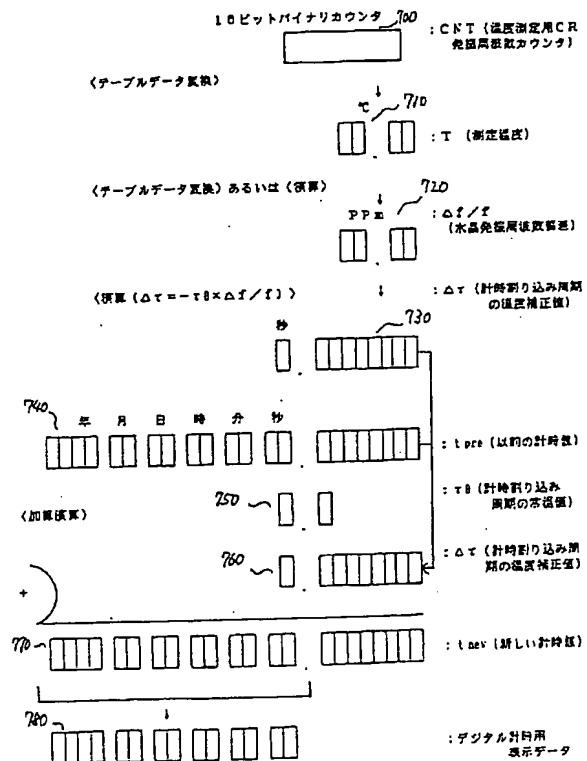 16ビットバイナリカウンタ 700
:CNT(温度測定用CR
発振周波数カウンタ)
〈テーブルデータ変換〉
↓
℃ 710
. :T (測定温度)
〈テーブルデータ変換〉あるいは〈演算〉
↓ 720
PPm :Δf/f
(水晶発振周波数偏差)
.
〈演算(Δτ=-τ0×Δf/f)〉 ↓ :Δτ(計時割り込み周期
の温度補正値)
秒 730
.
740 年 月 日 時 分 秒
. :tpre(以前の計時値)
750 . :τ0(計時割り込み
周期の常温値)
〈加算演算〉
760 . :Δτ(計時割り込み周
期の温度補正値)
+
770 . :tnew(新しい計時値)
↓
780 :デジタル計時用
表示データ